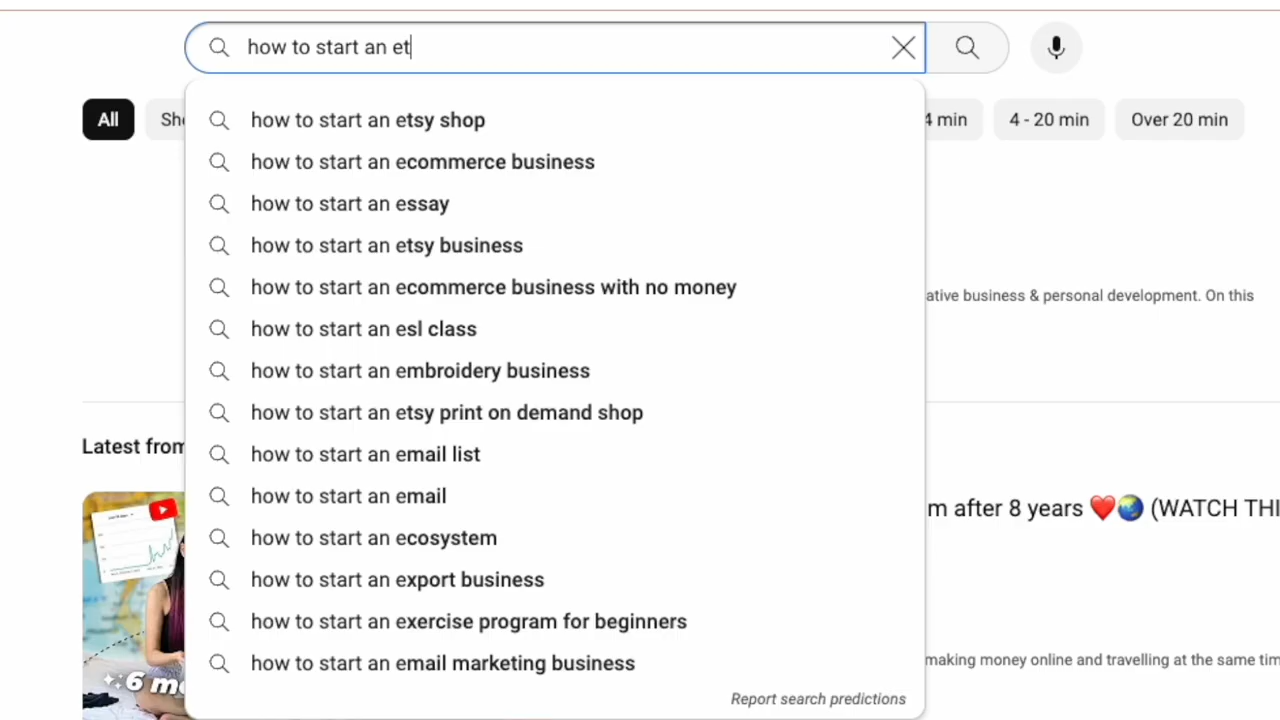 how to start an et
All
4 min
4 - 20 min
Over 20 min
how to start an etsy shop
how to start an ecommerce business
how to start an essay
how to start an etsy business
how to start an ecommerce business with no money
ative business & personal development. On this
how to start an esl class
how to start an embroidery business
how to start an etsy print on demand shop
Latest from
how to start an email list
how to start an email
m after 8 years ❤️🌏 (WATCH THI
how to start an ecosystem
how to start an export business
how to start an exercise program for beginners
how to start an email marketing business
making money online and travelling at the same tim
6 m
Report search predictions